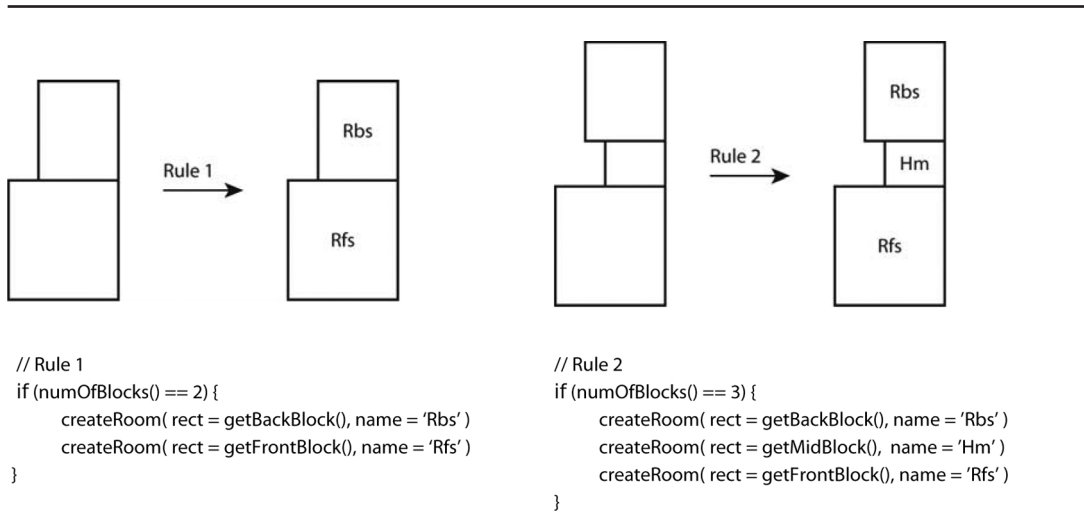 Rbs
Rule 1
Rfs
Rbs
Rule 2
Hm
Rfs
// Rule 1
if (numOfBlocks() == 2) {
createRoom( rect = getBackBlock(), name = ‘Rbs’ )
createRoom( rect = getFrontBlock(), name = ‘Rfs’ )
}
// Rule 2
if (numOfBlocks() == 3) {
createRoom( rect = getBackBlock(), name = ’Rbs’ )
createRoom( rect = getMidBlock(), name = ’Hm’ )
createRoom( rect = getFrontBlock(), name = ’Rfs’ )
}